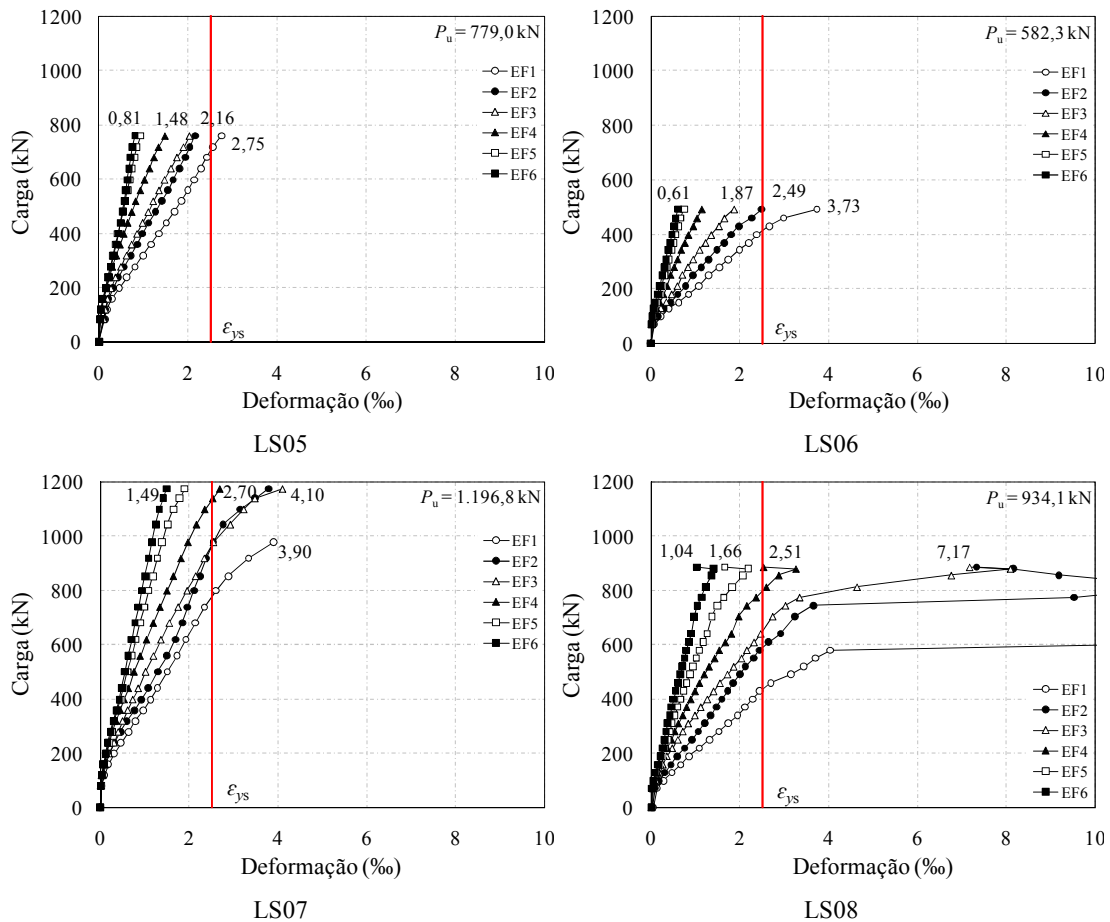 1200
1000
800
600
400
200
0
Carga (kN)
0 2 4 6 8 10
Deformação (‰)
P_u = 779,0 kN
EF1
EF2
EF3
EF4
EF5
EF6
0,81
1,48
2,16
2,75
ε_ys
LS05
1200
1000
800
600
400
200
0
Carga (kN)
0 2 4 6 8 10
Deformação (‰)
P_u = 582,3 kN
EF1
EF2
EF3
EF4
EF5
EF6
0,61
1,87
2,49
3,73
ε_ys
LS06
1200
1000
800
600
400
200
0
Carga (kN)
0 2 4 6 8 10
Deformação (‰)
P_u = 1.196,8 kN
EF1
EF2
EF3
EF4
EF5
EF6
1,49
2,70
4,10
3,90
ε_ys
LS07
1200
1000
800
600
400
200
0
Carga (kN)
0 2 4 6 8 10
Deformação (‰)
P_u = 934,1 kN
EF1
EF2
EF3
EF4
EF5
EF6
1,04
1,66
2,51
7,17
ε_ys
LS08